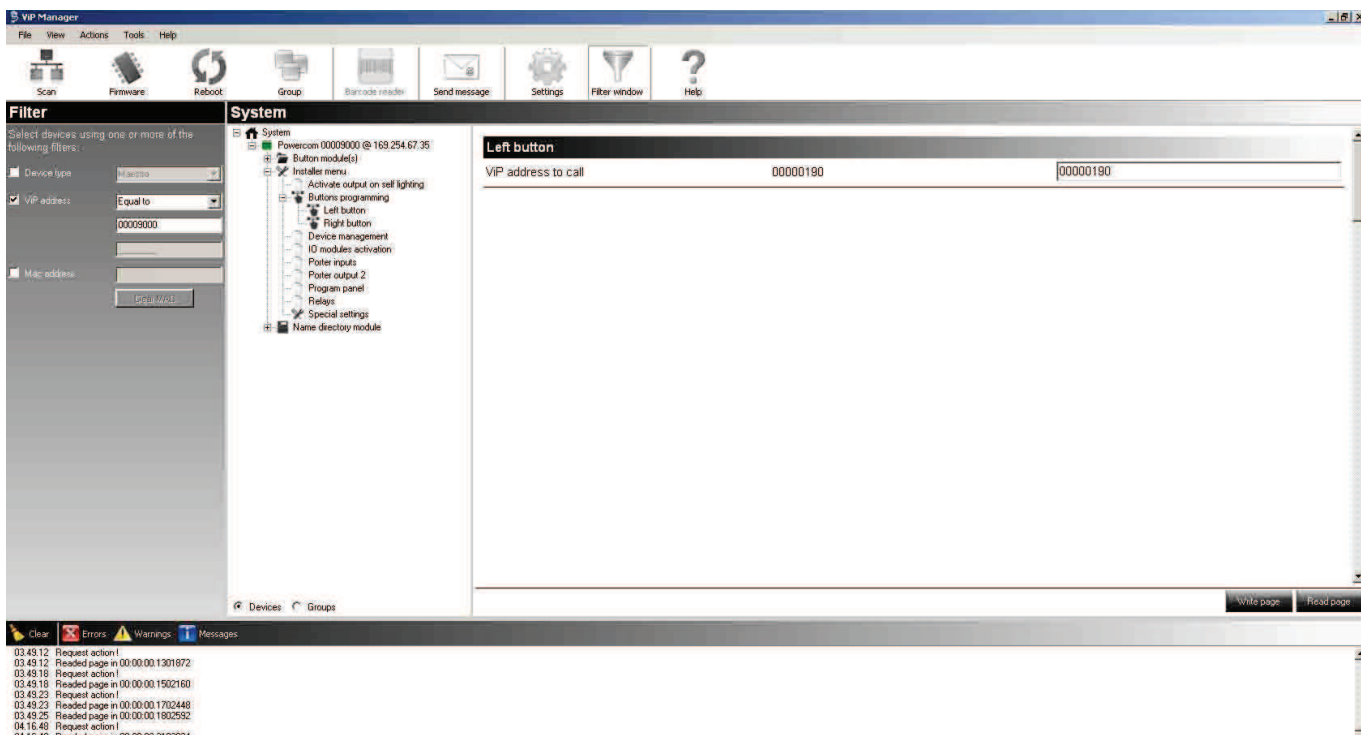 ViP Manager
File View Actions Tools Help
Scan Firmware Reboot Group Barcode reader Send message Settings Filter window Help
Filter
Select devices using one or more of the
following filters:
Device type Maestro
ViP address Equal to
00009000
Mac address
Clear MAC
System
System
Powercom 00009000 @ 169.254.67.35
Button module(s)
Installer menu
Activate output on self lighting
Buttons programming
Left button
Right button
Device management
IO modules activation
Porter inputs
Porter output 2
Program panel
Relays
Special settings
Name directory module
Devices Groups
Left button
ViP address to call 00000190 00000190
Write page Read page
Clear Errors Warnings Messages
03.49.12 Request action !
03.49.12 Readed page in 00:00:00.1301872
03.49.18 Request action !
03.49.18 Readed page in 00:00:00.1502160
03.49.23 Request action !
03.49.23 Readed page in 00:00:00.1702448
03.49.25 Readed page in 00:00:00.1802592
04.16.48 Request action !